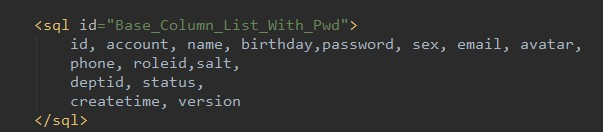 <sql id="Base_Column_List_With_Pwd">
id, account, name, birthday,password, sex, email, avatar,
phone, roleid,salt,
deptid, status,
createtime, version
</sql>